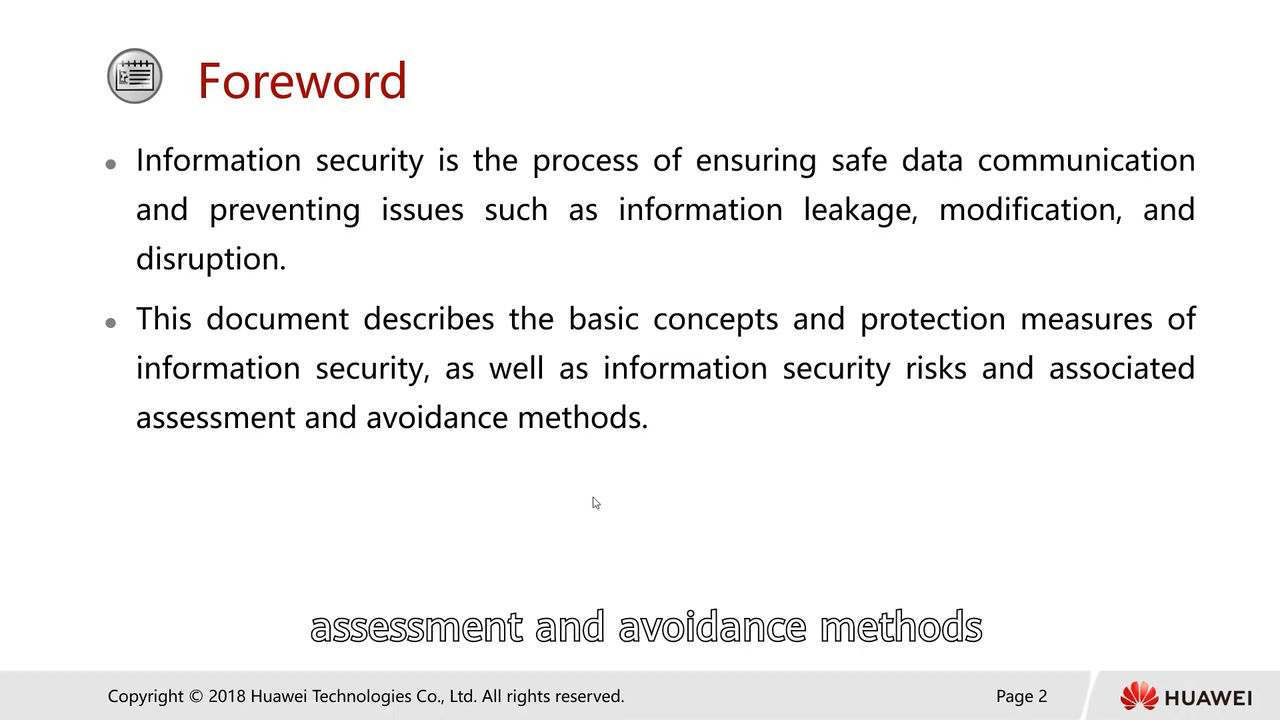 Foreword
Information security is the process of ensuring safe data communication
and preventing issues such as information leakage, modification, and
disruption.
This document describes the basic concepts and protection measures of
information security, as well as information security risks and associated
assessment and avoidance methods.
assessment and avoidance methods
Copyright © 2018 Huawei Technologies Co., Ltd. All rights reserved.
Page 2
HUAWEI